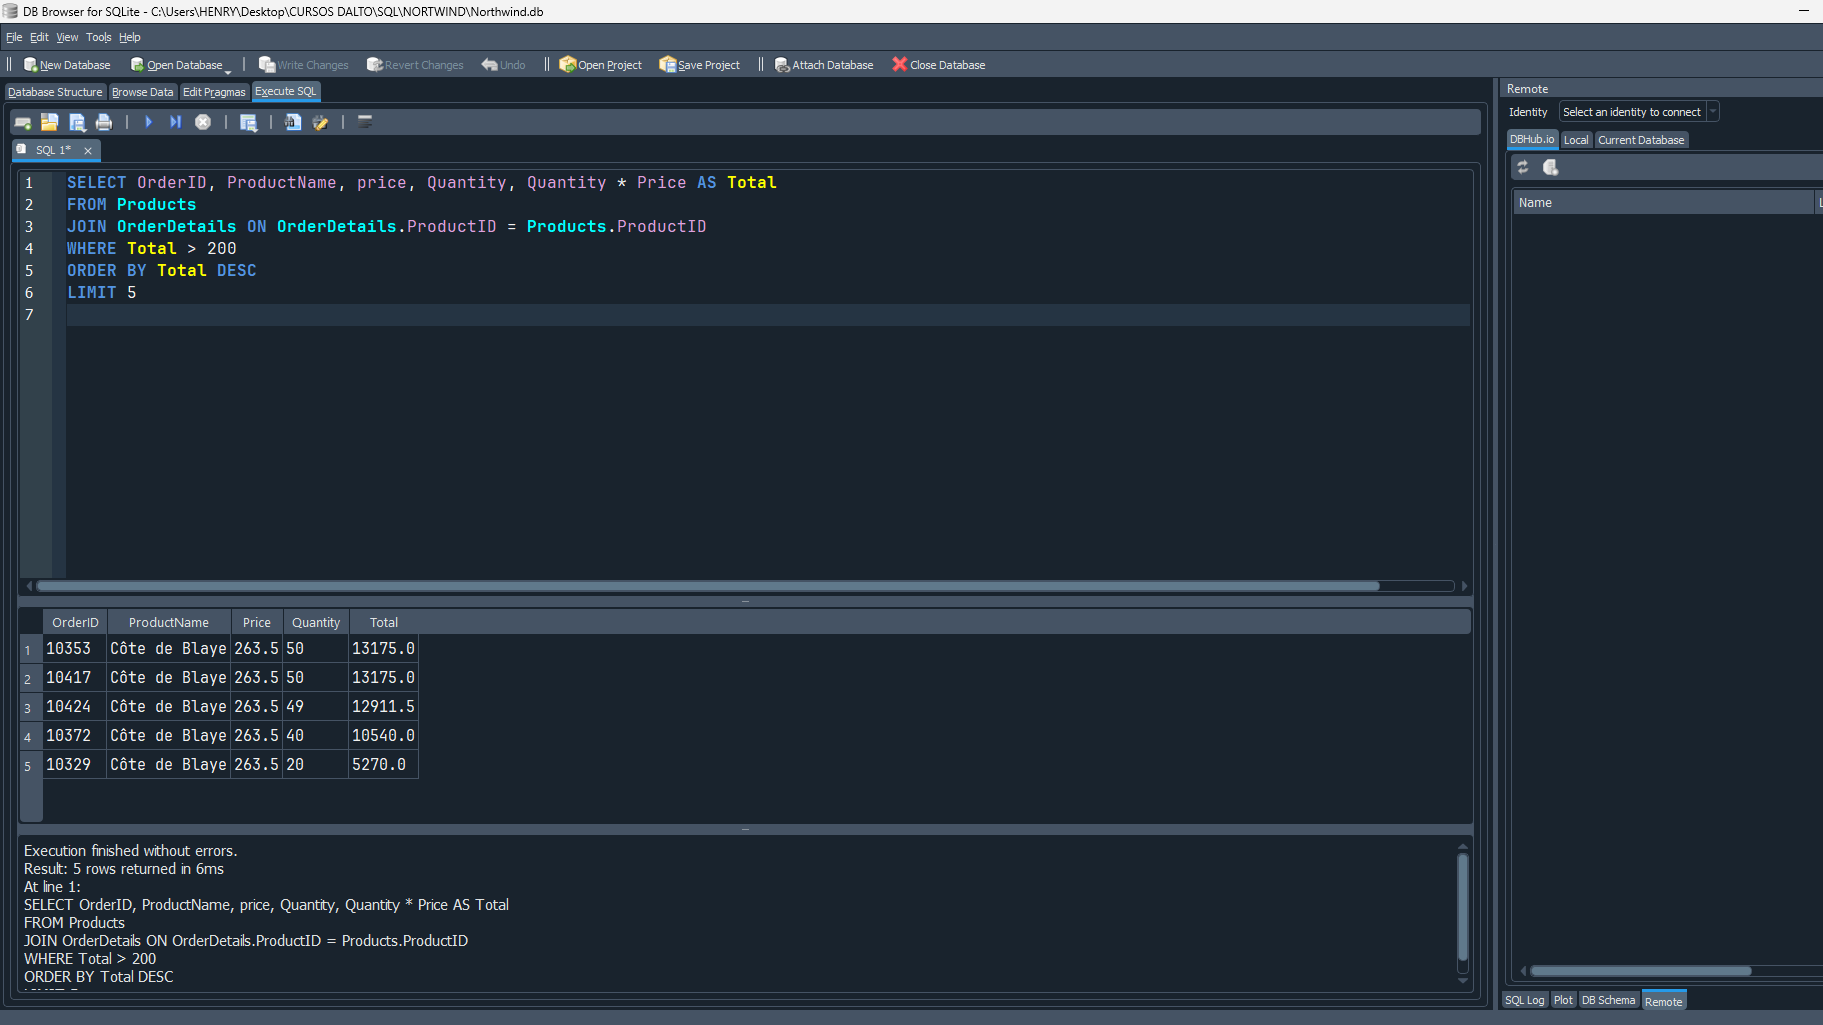 DB Browser for SQLite - C:\Users\HENRY\Desktop\CURSOS DALTO\SQL\NORTWIND\Northwind.db
File Edit View Tools Help
New Database Open Database Write Changes Revert Changes Undo Open Project Save Project Attach Database Close Database
Database Structure Browse Data Edit Pragmas Execute SQL
SQL 1*
1 SELECT OrderID, ProductName, price, Quantity, Quantity * Price AS Total
2 FROM Products
3 JOIN OrderDetails ON OrderDetails.ProductID = Products.ProductID
4 WHERE Total > 200
5 ORDER BY Total DESC
6 LIMIT 5
7
OrderID ProductName Price Quantity Total
1 10353 Côte de Blaye 263.5 50 13175.0
2 10417 Côte de Blaye 263.5 50 13175.0
3 10424 Côte de Blaye 263.5 49 12911.5
4 10372 Côte de Blaye 263.5 40 10540.0
5 10329 Côte de Blaye 263.5 20 5270.0
Execution finished without errors.
Result: 5 rows returned in 6ms
At line 1:
SELECT OrderID, ProductName, price, Quantity, Quantity * Price AS Total
FROM Products
JOIN OrderDetails ON OrderDetails.ProductID = Products.ProductID
WHERE Total > 200
ORDER BY Total DESC
Remote
Identity Select an identity to connect
DBHub.io Local Current Database
Name
SQL Log Plot DB Schema Remote